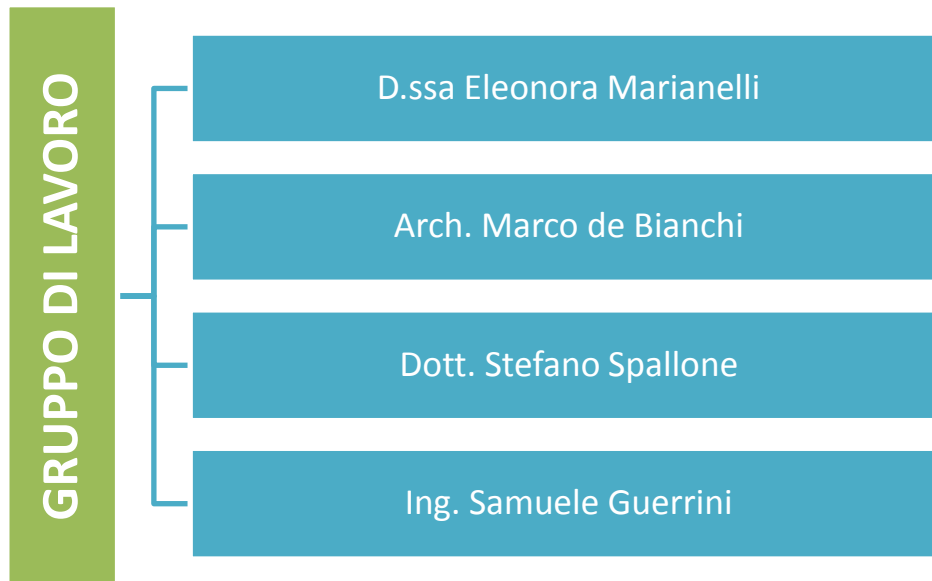 GRUPPO DI LAVORO
D.ssa Eleonora Marianelli
Arch. Marco de Bianchi
Dott. Stefano Spallone
Ing. Samuele Guerrini